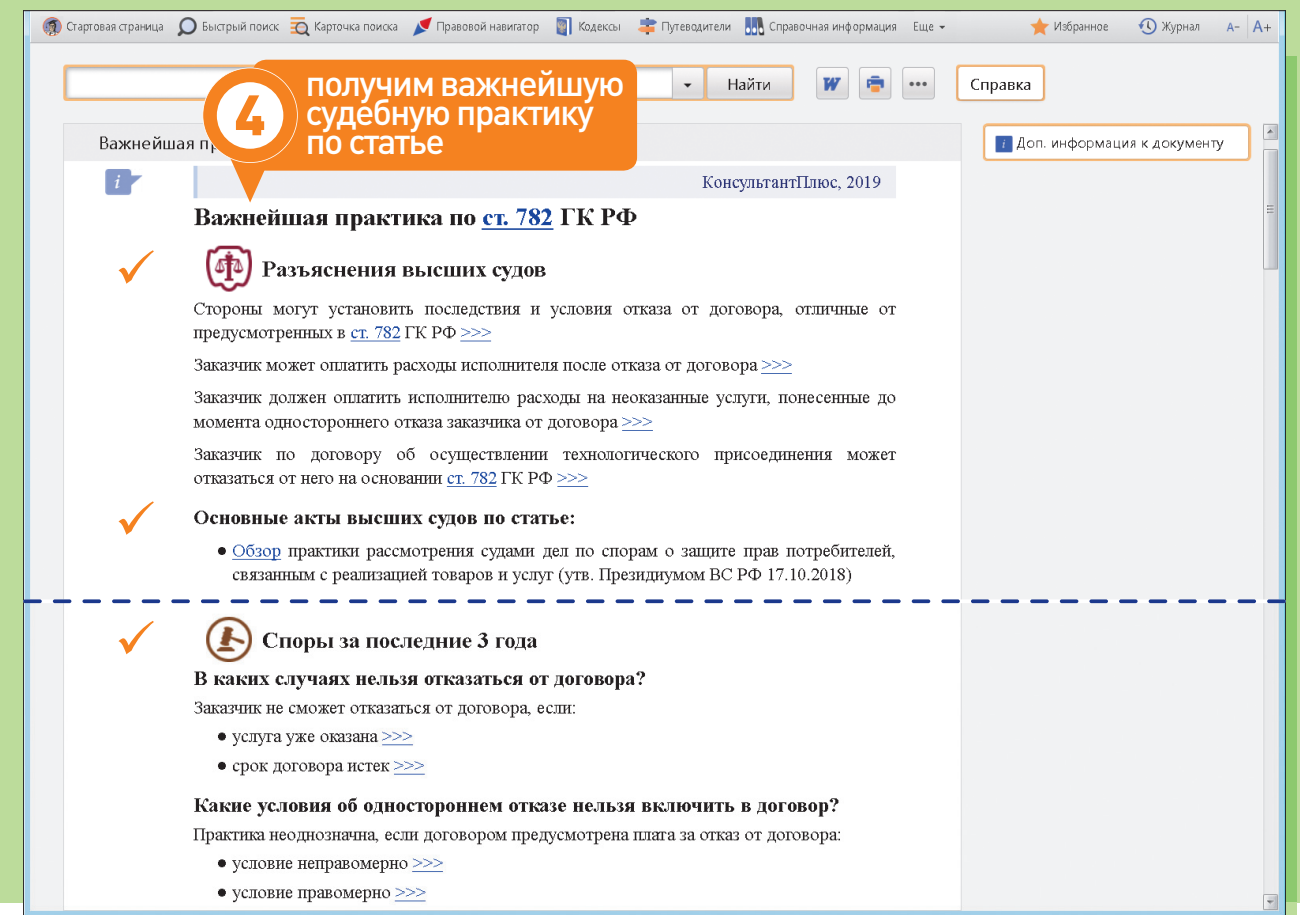 Стартовая страница Быстрый поиск Карточка поиска Правовой навигатор Кодексы Путеводители Справочная информация Еще Избранное Журнал А− А+
Найти W ••• Справка
4
получим важнейшую
судебную практику
по статье
Важнейшая
i Доп. информация к документу
i
КонсультантПлюс, 2019
Важнейшая практика по ст. 782 ГК РФ
Разъяснения высших судов
Стороны могут установить последствия и условия отказа от договора, отличные от
предусмотренных в ст. 782 ГК РФ >>>
Заказчик может оплатить расходы исполнителя после отказа от договора >>>
Заказчик должен оплатить исполнителю расходы на неоказанные услуги, понесенные до
момента одностороннего отказа заказчика от договора >>>
Заказчик по договору об осуществлении технологического присоединения может
отказаться от него на основании ст. 782 ГК РФ >>>
Основные акты высших судов по статье:
● Обзор практики рассмотрения судами дел по спорам о защите прав потребителей,
связанным с реализацией товаров и услуг (утв. Президиумом ВС РФ 17.10.2018)
Споры за последние 3 года
В каких случаях нельзя отказаться от договора?
Заказчик не сможет отказаться от договора, если:
● услуга уже оказана >>>
● срок договора истек >>>
Какие условия об одностороннем отказе нельзя включить в договор?
Практика неоднозначна, если договором предусмотрена плата за отказ от договора:
● условие неправомерно >>>
● условие правомерно >>>